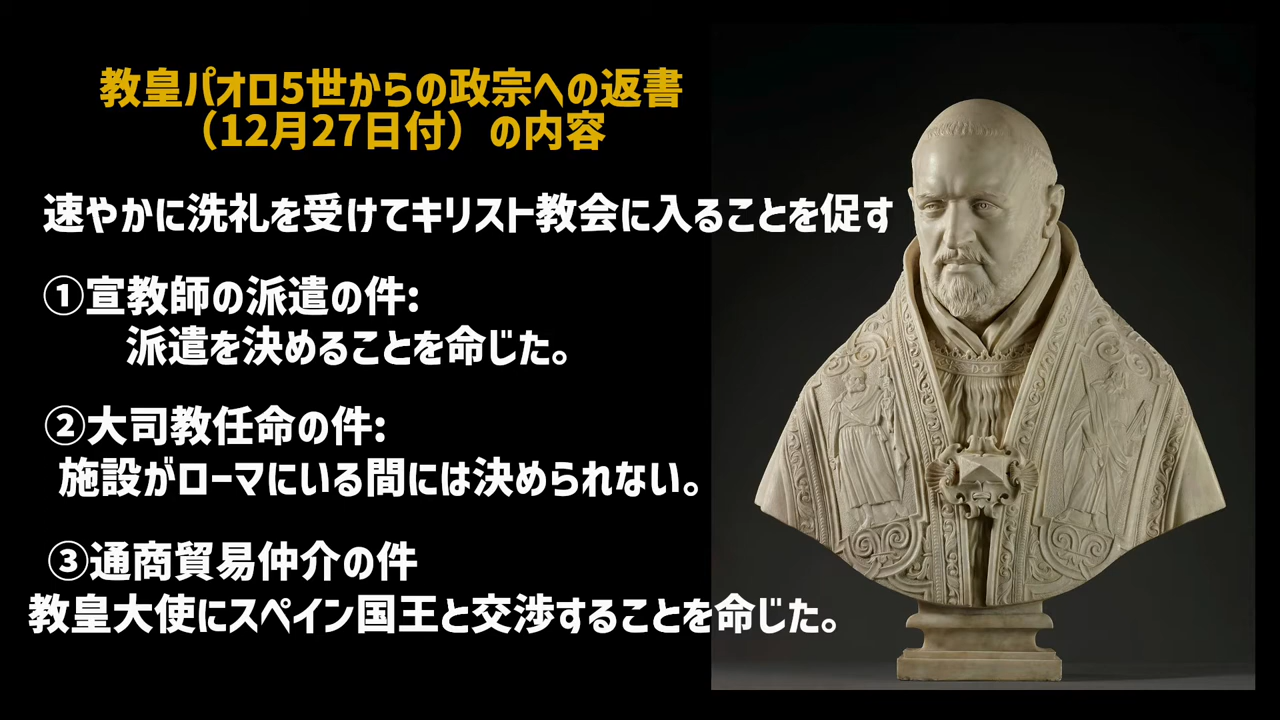 教皇パオロ5世からの政宗への返書
（12月27日付）の内容
速やかに洗礼を受けてキリスト教会に入ることを促す
①宣教師の派遣の件:
派遣を決めることを命じた。
②大司教任命の件:
施設がローマにいる間には決められない。
③通商貿易仲介の件
教皇大使にスペイン国王と交渉することを命じた。